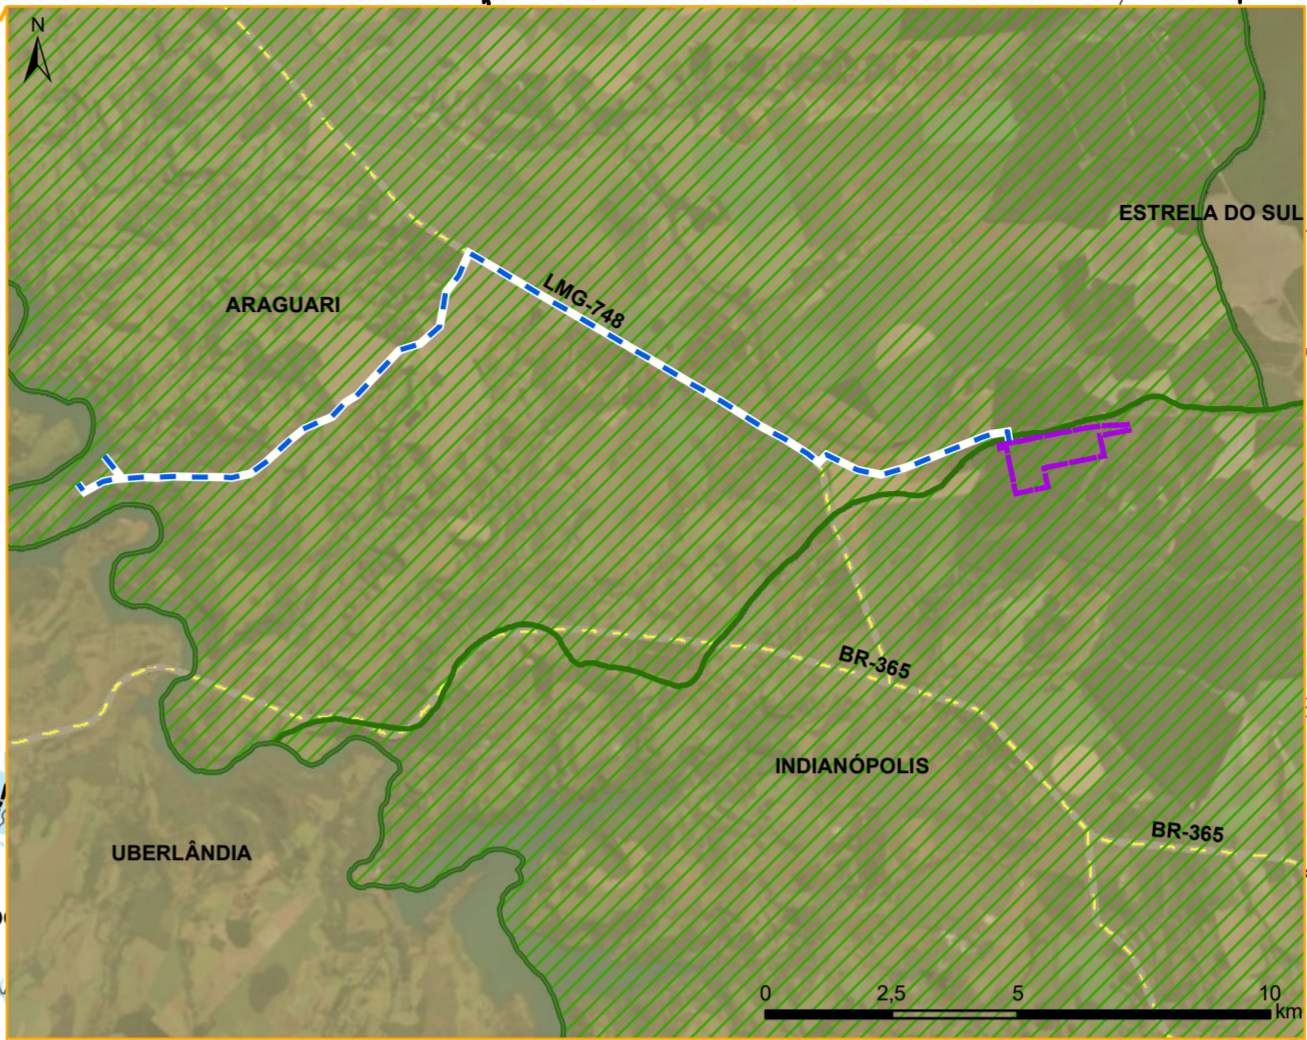 N
ESTRELA DO SUL
ARAGUARI
LMG-748
BR-365
INDIANÓPOLIS
BR-365
UBERLÂNDIA
0 2,5 5 10
km